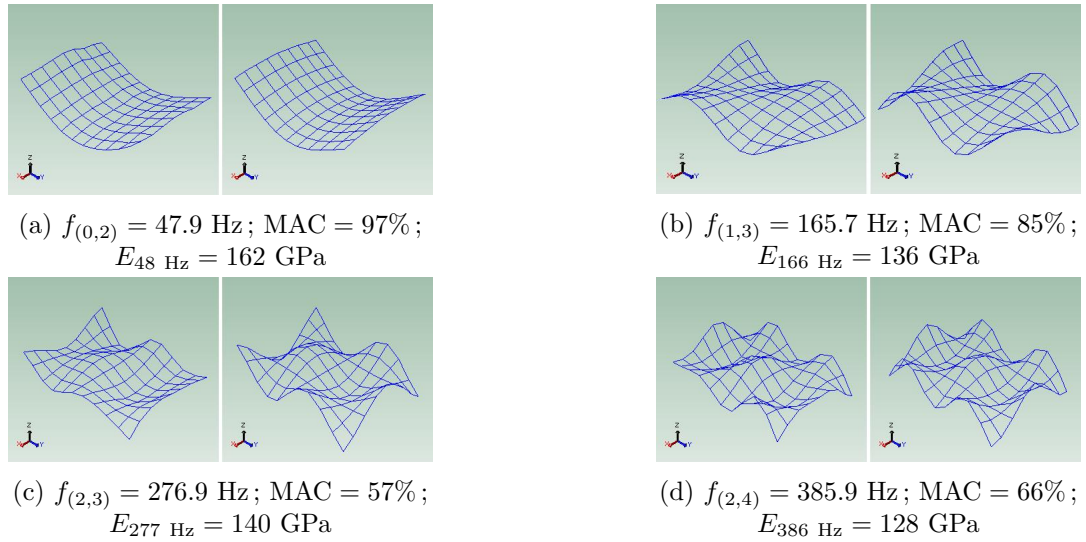 Z
X Y
Z
X Y
Z
X Y
Z
X Y
(a) f(0,2) = 47.9 Hz ; MAC = 97% ;
E48 Hz = 162 GPa
(b) f(1,3) = 165.7 Hz ; MAC = 85% ;
E166 Hz = 136 GPa
Z
X Y
Z
X Y
Z
X Y
Z
X Y
(c) f(2,3) = 276.9 Hz ; MAC = 57% ;
E277 Hz = 140 GPa
(d) f(2,4) = 385.9 Hz ; MAC = 66% ;
E386 Hz = 128 GPa